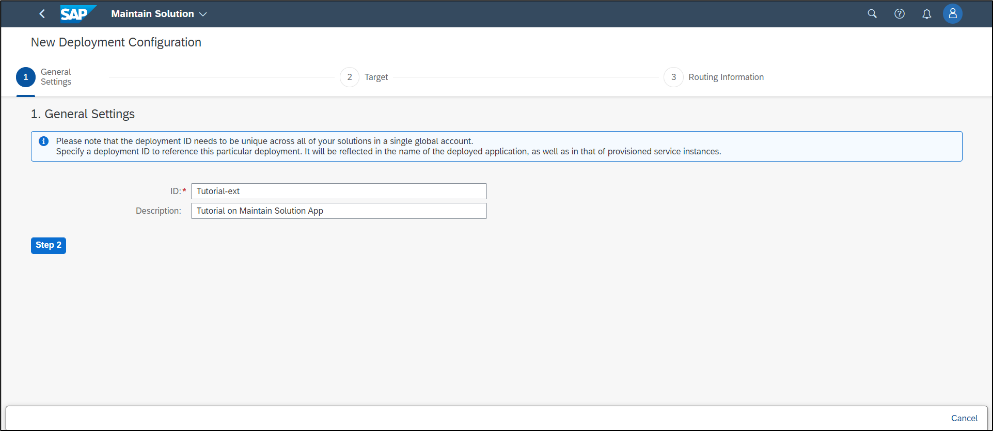 SAP Maintain Solution
New Deployment Configuration
1 General Settings
2 Target
3 Routing Information
1. General Settings
Please note that the deployment ID needs to be unique across all of your solutions in a single global account.
Specify a deployment ID to reference this particular deployment. It will be reflected in the name of the deployed application, as well as in that of provisioned service instances.
ID:* Tutorial-ext
Description: Tutorial on Maintain Solution App
Step 2
Cancel